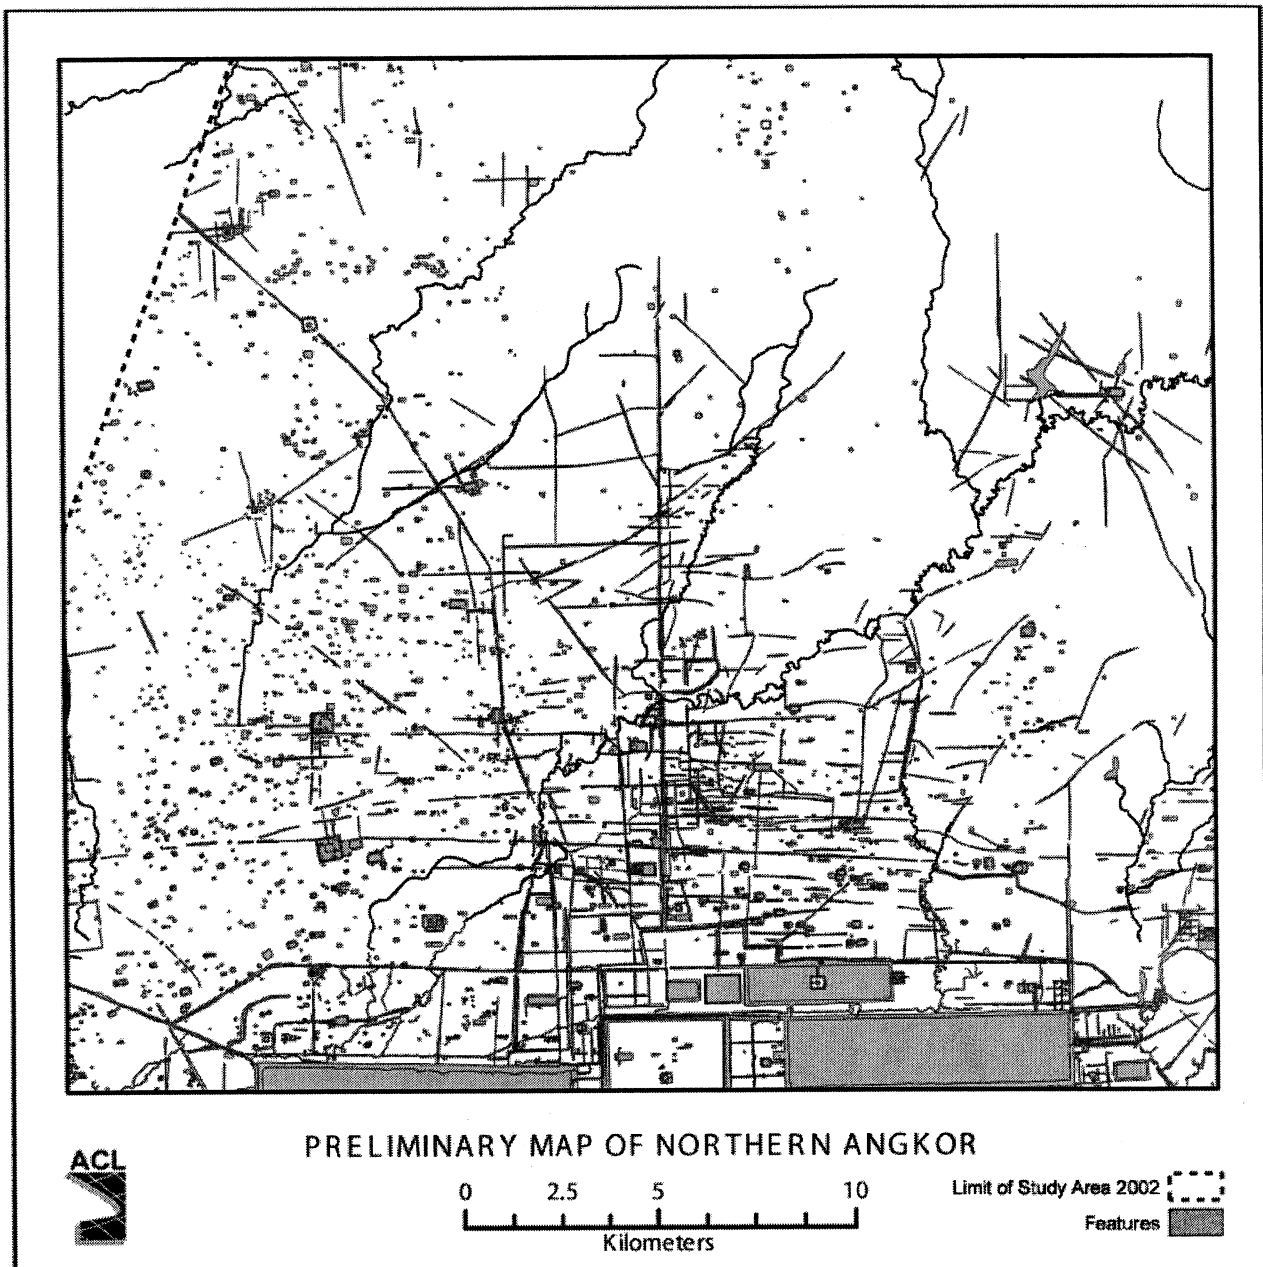 PRELIMINARY MAP OF NORTHERN ANGKOR
ACL
0 2.5 5 10
Kilometers
Limit of Study Area 2002
Features